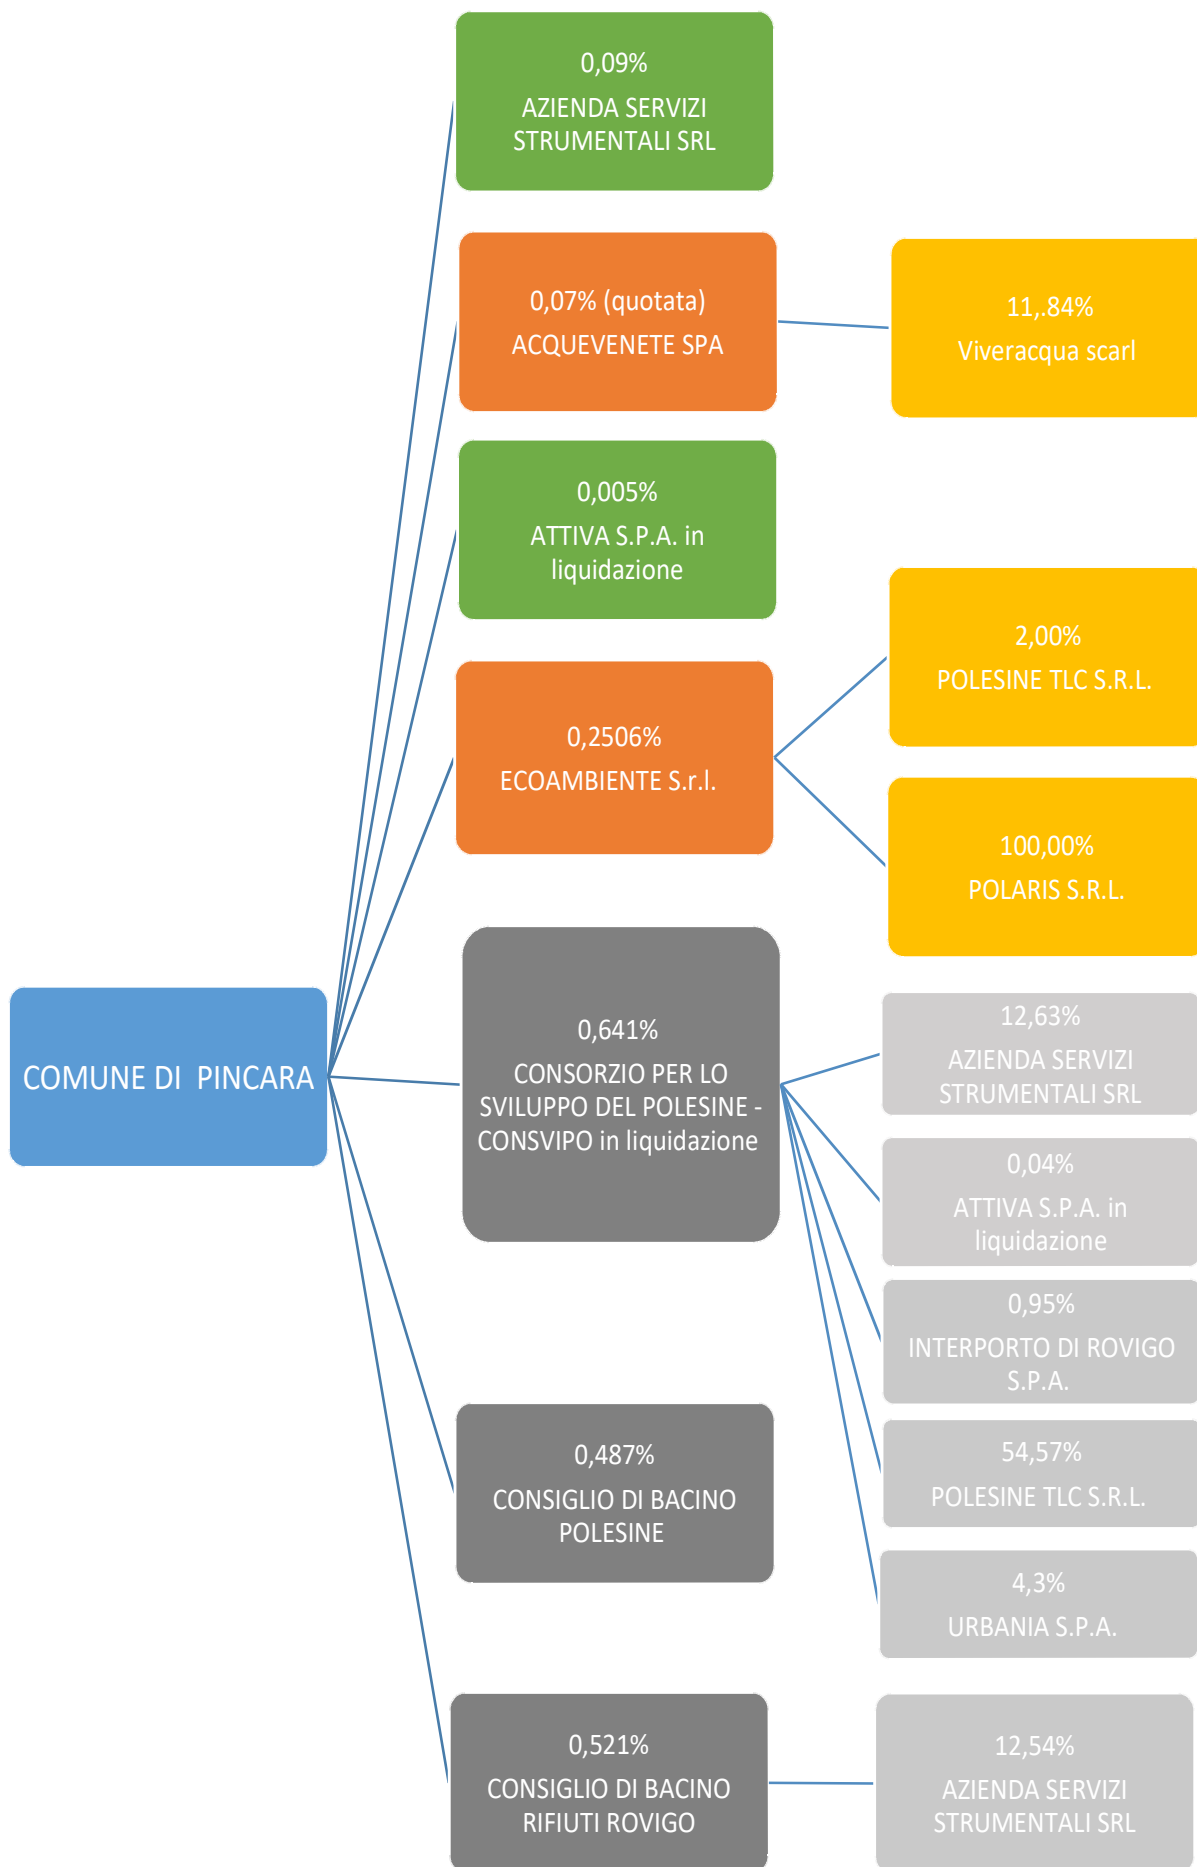 0,09%
AZIENDA SERVIZI
STRUMENTALI SRL
0,07% (quotata)
ACQUEVENETE SPA
11,.84%
Viveracqua scarl
0,005%
ATTIVA S.P.A. in
liquidazione
2,00%
POLESINE TLC S.R.L.
0,2506%
ECOAMBIENTE S.r.l.
100,00%
POLARIS S.R.L.
COMUNE DI  PINCARA
0,641%
CONSORZIO PER LO
SVILUPPO DEL POLESINE -
CONSVIPO in liquidazione
12,63%
AZIENDA SERVIZI
STRUMENTALI SRL
0,04%
ATTIVA S.P.A. in
liquidazione
0,95%
INTERPORTO DI ROVIGO
S.P.A.
54,57%
POLESINE TLC S.R.L.
4,3%
URBANIA S.P.A.
0,487%
CONSIGLIO DI BACINO
POLESINE
0,521%
CONSIGLIO DI BACINO
RIFIUTI ROVIGO
12,54%
AZIENDA SERVIZI
STRUMENTALI SRL